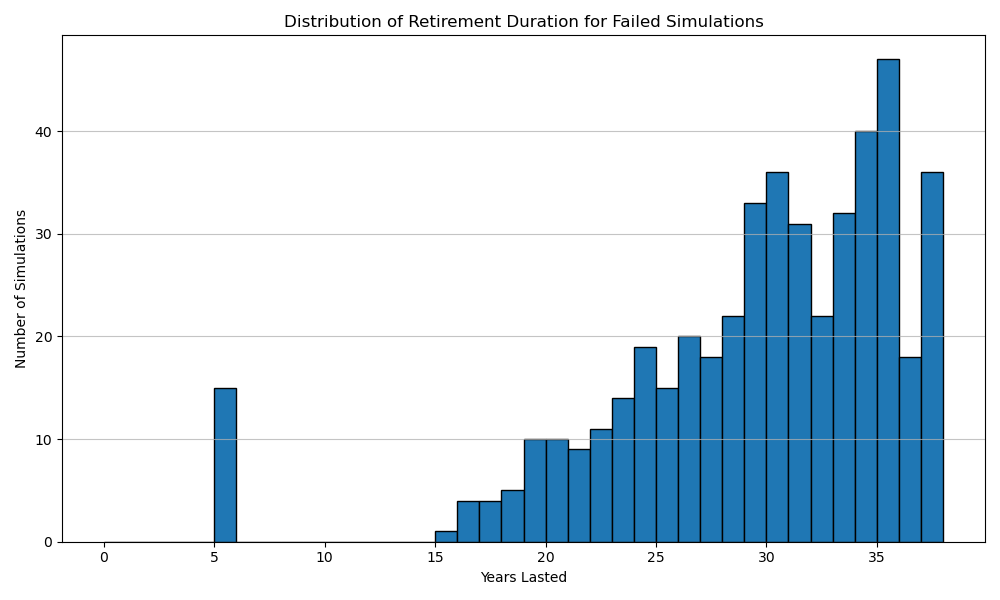 Distribution of Retirement Duration for Failed Simulations
Number of Simulations
40
30
20
10
0
0 5 10 15 20 25 30 35
Years Lasted